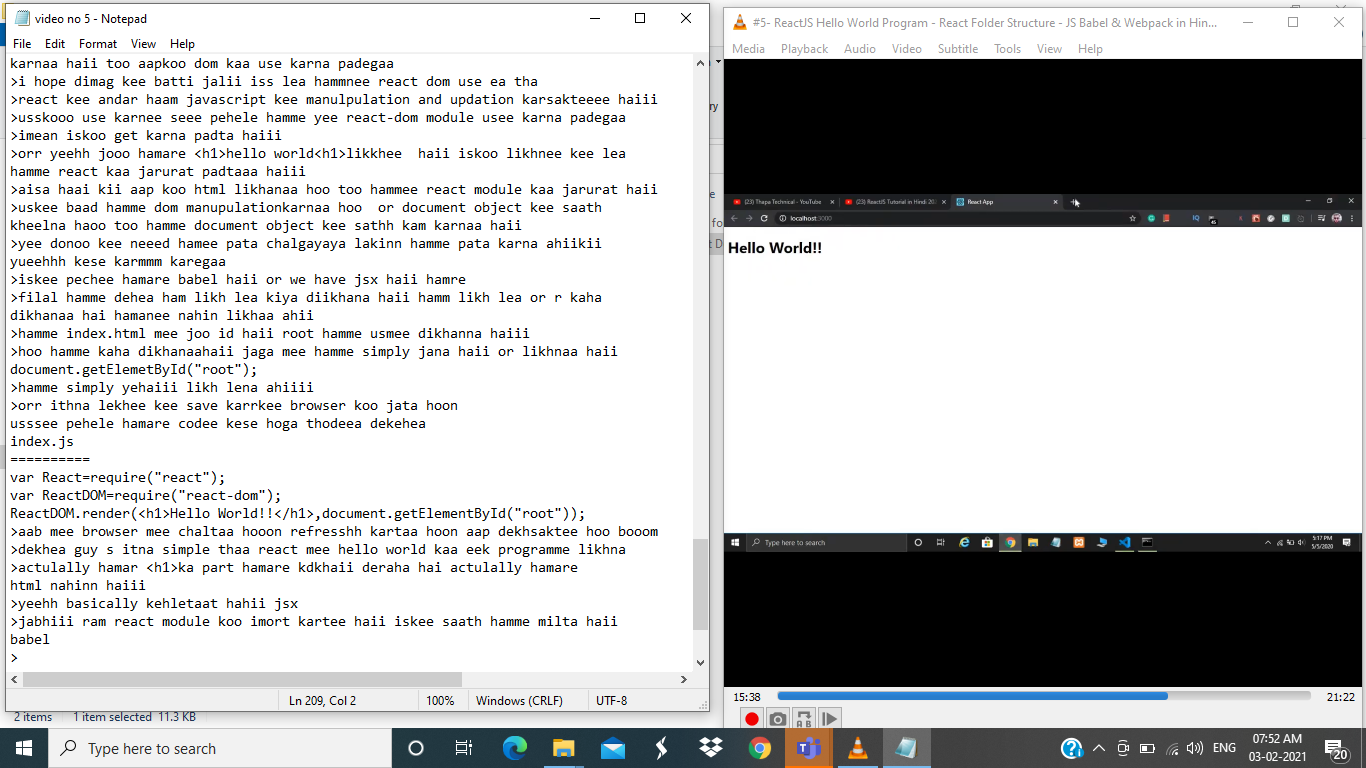 video no 5 - Notepad
File Edit Format View Help
karnaa haii too aapkoo dom kaa use karna padegaa
>i hope dimag kee batti jalii iss lea hammnee react dom use ea tha
>react kee andar haam javascript kee manulpulation and updation karsakteeee haiii
>usskooo use karnee seee pehele hamme yee react-dom module usee karna padegaa
>imean iskoo get karna padta haiii
>orr yeehh jooo hamare <h1>hello world<h1>likkhee  haii iskoo likhnee kee lea
hamme react kaa jarurat padtaaa haiii
>aisa haai kii aap koo html likhanaa hoo too hammee react module kaa jarurat haii
>uskee baad hamme dom manupulationkarnaa hoo  or document object kee saath
kheelna haoo too hamme document object kee sathh kam karnaa haii
>yee donoo kee neeed hamee pata chalgayaya lakinn hamme pata karna ahiikii
yueehhh kese karmmm karegaa
>iskee pechee hamare babel haii or we have jsx haii hamre
>filal hamme dehea ham likh lea kiya diikhana haii hamm likh lea or r kaha
dikhanaa hai hamanee nahin likhaa ahii
>hamme index.html mee joo id haii root hamme usmee dikhanna haiii
>hoo hamme kaha dikhanaahaii jaga mee hamme simply jana haii or likhnaa haii
document.getElemetById("root");
>hamme simply yehaiii likh lena ahiiii
>orr ithna lekhee kee save karrkee browser koo jata hoon
usssee pehele hamare codee kese hoga thodeea dekehea
index.js
==========
var React=require("react");
var ReactDOM=require("react-dom");
ReactDOM.render(<h1>Hello World!!</h1>,document.getElementById("root"));
>aab mee browser mee chaltaa hooon refresshh kartaa hoon aap dekhsaktee hoo booom
>dekhea guy s itna simple thaa react mee hello world kaa eek programme likhna
>actulally hamar <h1>ka part hamare kdkhaii deraha hai actulally hamare
html nahinn haiii
>yeehh basically kehletaat hahii jsx
>jabhiii ram react module koo imort kartee haii iskee saath hamme milta haii
babel
>
Ln 209, Col 2 100% Windows (CRLF) UTF-8
2 items 1 item selected 11.3 KB
#5- ReactJS Hello World Program - React Folder Structure - JS Babel & Webpack in Hin...
Media Playback Audio Video Subtitle Tools View Help
(23) Thapa Technical - YouTube (23) ReactJS Tutorial in Hindi 20 React App
localhost:3000
Hello World!!
Type here to search 5:17 PM
5/5/2020
15:38 21:22
Type here to search ENG 07:52 AM
03-02-2021 20